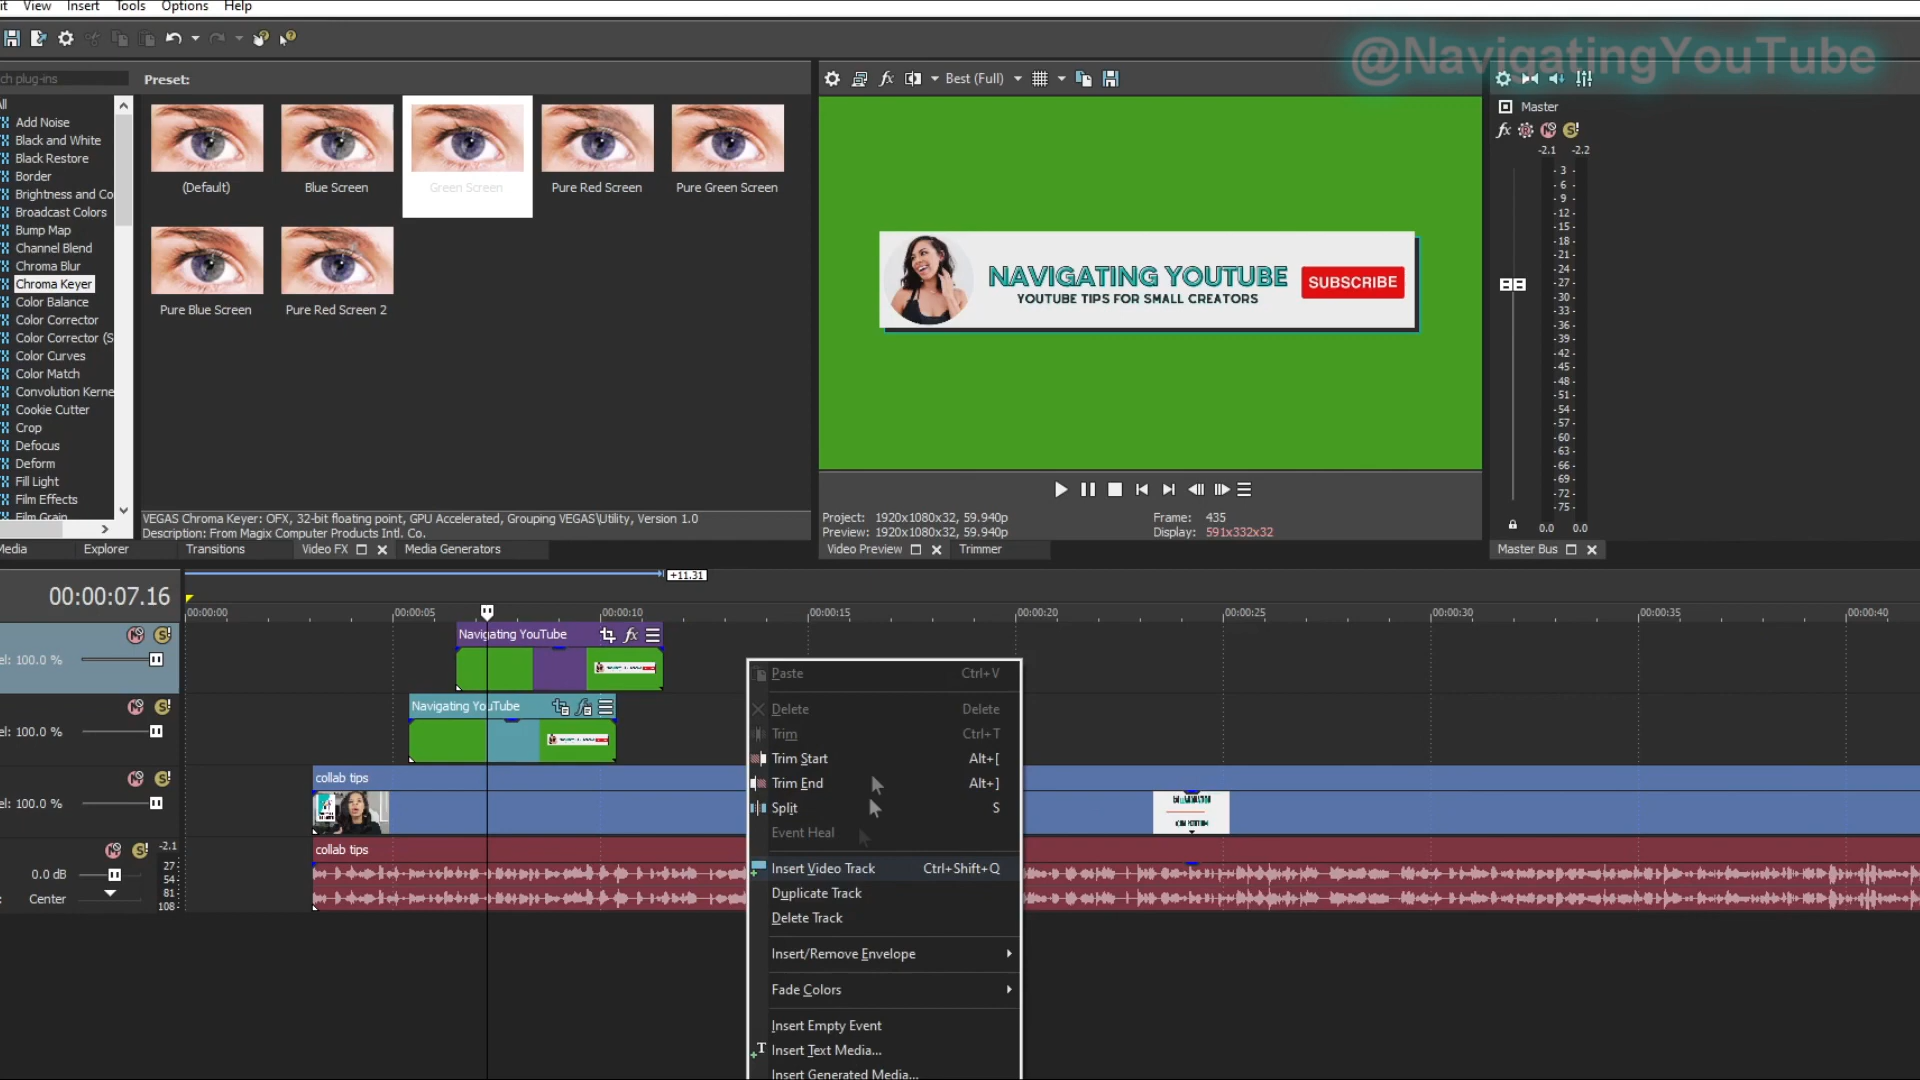 View Insert Tools Options Help
@NavigatingYouTube
ch plug-ins
Preset:
Best (Full)
All
Add Noise
Black and White
Black Restore
Border
Brightness and Co
Broadcast Colors
Bump Map
Channel Blend
Chroma Blur
Chroma Keyer
Color Balance
Color Corrector
Color Corrector (S
Color Curves
Color Match
Convolution Kerne
Cookie Cutter
Crop
Defocus
Deform
Fill Light
Film Effects
Film Grain
(Default)
Blue Screen
Green Screen
Pure Red Screen
Pure Green Screen
Pure Blue Screen
Pure Red Screen 2
VEGAS Chroma Keyer: OFX, 32-bit floating point, GPU Accelerated, Grouping VEGAS\Utility, Version 1.0
Description: From Magix Computer Products Intl. Co.
Media Explorer Transitions Video FX Media Generators
NAVIGATING YOUTUBE
YOUTUBE TIPS FOR SMALL CREATORS
SUBSCRIBE
Project: 1920x1080x32, 59.940p
Frame: 435
Preview: 1920x1080x32, 59.940p
Display: 591x332x32
Video Preview Trimmer
Master
fx
-2.1 -2.2
- 3 -
- 6 -
- 9 -
-12-
-15-
-18-
-21-
-24-
-27-
-30-
-33-
-36-
-39-
-42-
-45-
-48-
-51-
-54-
-57-
-60-
-63-
-66-
-69-
-72-
-75-
0.0 0.0
Master Bus
+11.31
00:00:07.16
00:00:00 00:00:05 00:00:10 00:00:15 00:00:20 00:00:25 00:00:30 00:00:35 00:00:40
Navigating YouTube
el: 100.0 %
Navigating YouTube
el: 100.0 %
collab tips
el: 100.0 %
collab tips
-2.1
27
54
81
108
0.0 dB
Center
Paste Ctrl+V
Delete Delete
Trim Ctrl+T
Trim Start Alt+[
Trim End Alt+]
Split S
Event Heal
Insert Video Track Ctrl+Shift+Q
Duplicate Track
Delete Track
Insert/Remove Envelope
Fade Colors
Insert Empty Event
Insert Text Media...
Insert Generated Media...